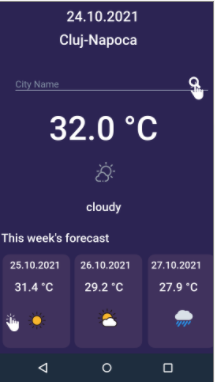 24.10.2021
Cluj-Napoca
City Name
32.0 °C
cloudy
This week's forecast
25.10.2021 26.10.2021 27.10.2021
31.4 °C 29.2 °C 27.9 °C